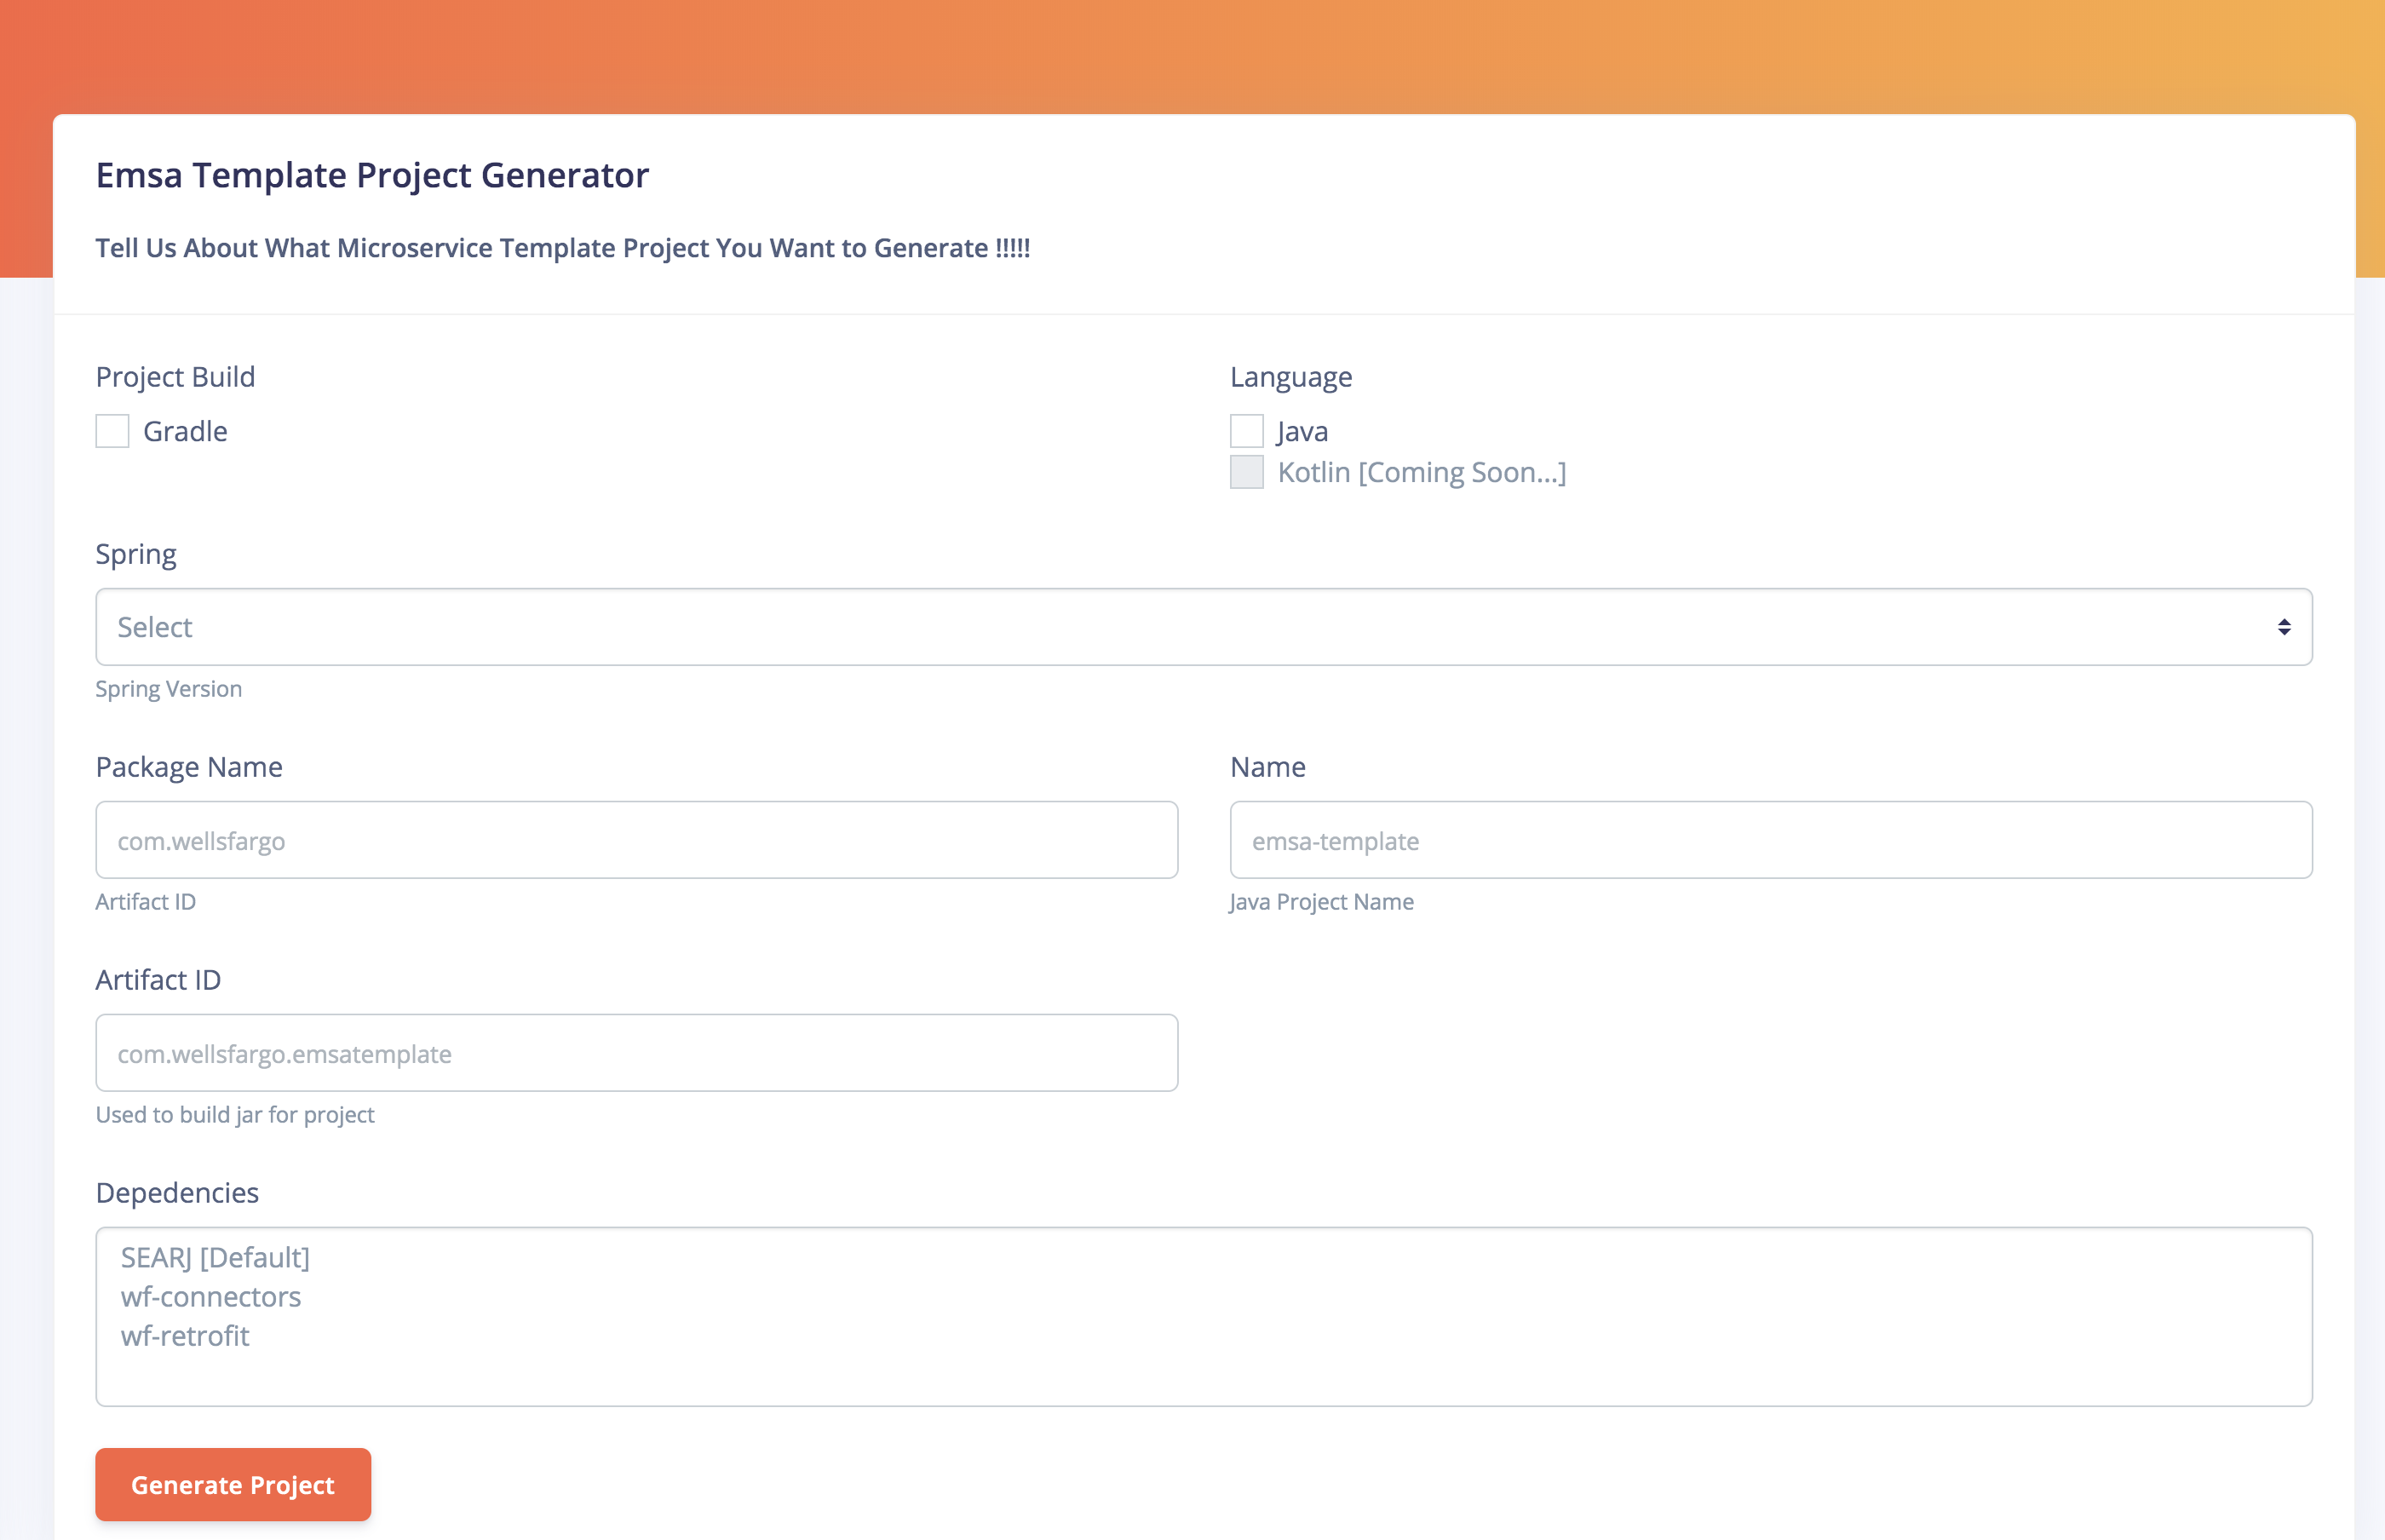 Emsa Template Project Generator
Tell Us About What Microservice Template Project You Want to Generate !!!!!
Project Build
Gradle
Language
Java
Kotlin [Coming Soon...]
Spring
Select
Spring Version
Package Name
com.wellsfargo
Artifact ID
Name
emsa-template
Java Project Name
Artifact ID
com.wellsfargo.emsatemplate
Used to build jar for project
Depedencies
SEARJ [Default]
wf-connectors
wf-retrofit
Generate Project